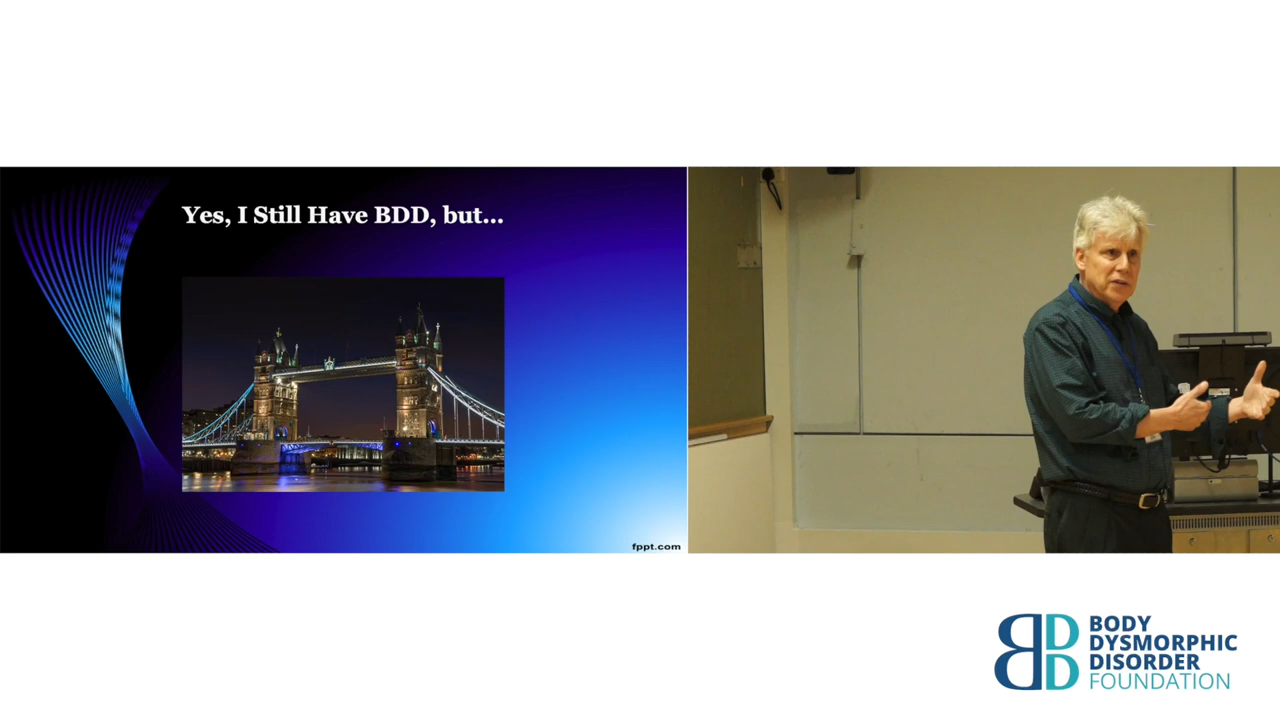 Yes, I Still Have BDD, but...
fppt.com
BODY
DYSMORPHIC
DISORDER
FOUNDATION